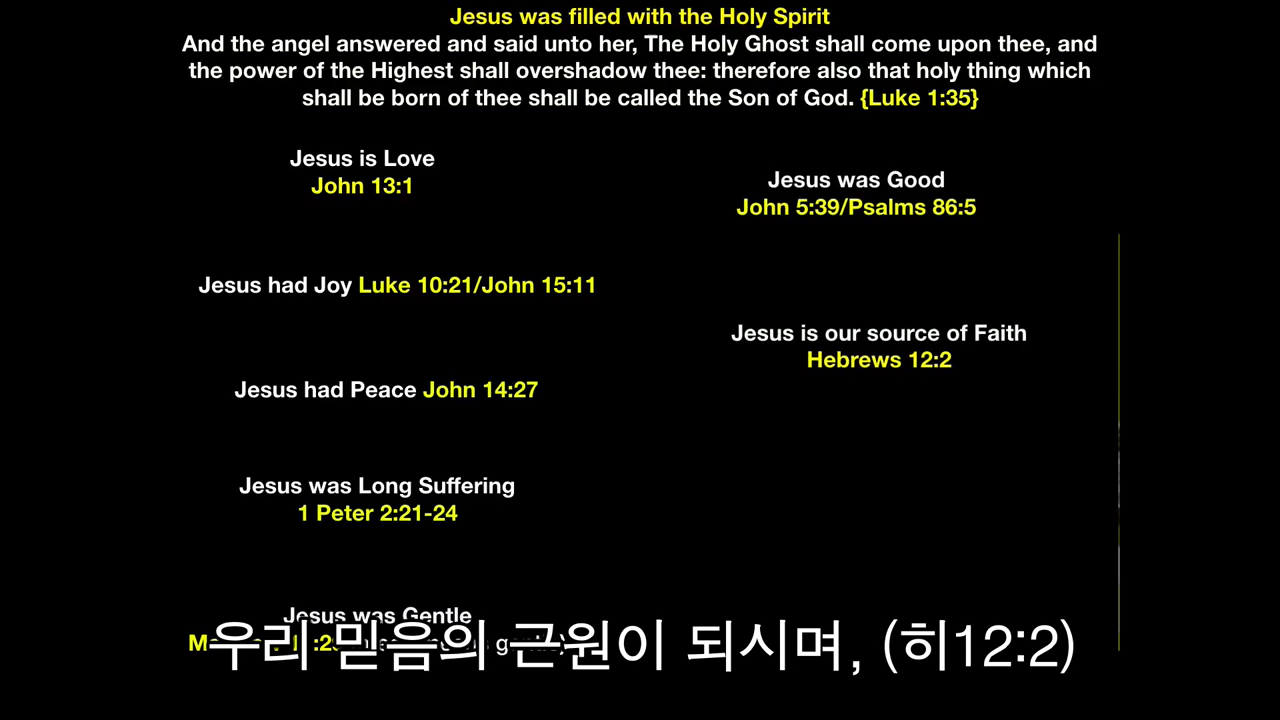 Jesus was filled with the Holy Spirit
And the angel answered and said unto her, The Holy Ghost shall come upon thee, and
the power of the Highest shall overshadow thee: therefore also that holy thing which
shall be born of thee shall be called the Son of God. {Luke 1:35}
Jesus is Love
John 13:1
Jesus had Joy Luke 10:21/John 15:11
Jesus had Peace John 14:27
Jesus was Long Suffering
1 Peter 2:21-24
Jesus was Gentle
Jesus was Good
John 5:39/Psalms 86:5
Jesus is our source of Faith
Hebrews 12:2
우리 믿음의 근원이 되시며, (히12:2)